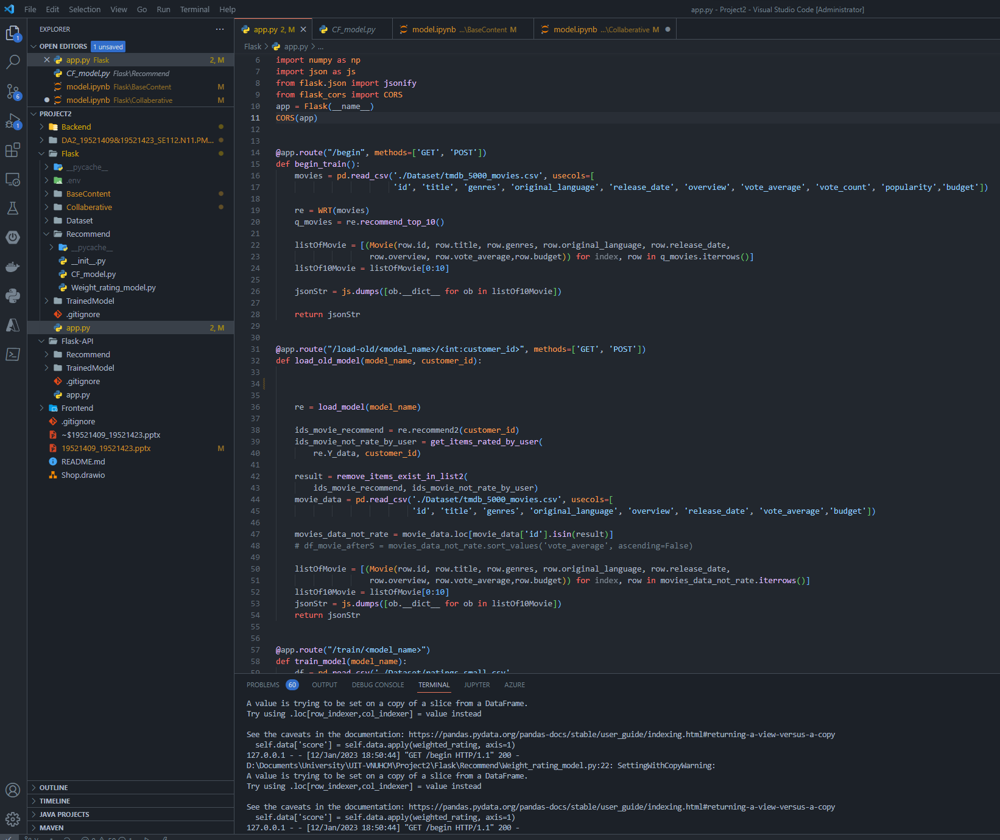 File Edit Selection View Go Run Terminal Help
app.py - Project2 - Visual Studio Code [Administrator]
EXPLORER
OPEN EDITORS 1 unsaved
app.py Flask 2, M
CF_model.py Flask\Recommend
model.ipynb Flask\BaseContent M
model.ipynb Flask\Collaberative M
PROJECT2
Backend
DA2_19521409&19521423_SE112.N11.PM...
Flask
__pycache__
.env
BaseContent
Collaberative
Dataset
Recommend
__pycache__
__init__.py
CF_model.py
Weight_rating_model.py
TrainedModel
.gitignore
app.py 2, M
Flask-API
Recommend
TrainedModel
.gitignore
app.py
Frontend
.gitignore
~$19521409_19521423.pptx
19521409_19521423.pptx M
README.md
Shop.drawio
OUTLINE
TIMELINE
JAVA PROJECTS
MAVEN
1
6
1
app.py 2, M CF_model.py model.ipynb ...\BaseContent M model.ipynb ...\Collaberative M
Flask > app.py > ...
6 import numpy as np
7 import json as js
8 from flask.json import jsonify
9 from flask_cors import CORS
10 app = Flask(__name__)
11 CORS(app)
12
13
14 @app.route("/begin", methods=['GET', 'POST'])
15 def begin_train():
16 movies = pd.read_csv('./Dataset/tmdb_5000_movies.csv', usecols=[
17 'id', 'title', 'genres', 'original_language', 'release_date', 'overview', 'vote_average', 'vote_count', 'popularity','budget'])
18
19 re = WRT(movies)
20 q_movies = re.recommend_top_10()
21
22 listOfMovie = [(Movie(row.id, row.title, row.genres, row.original_language, row.release_date,
23 row.overview, row.vote_average,row.budget)) for index, row in q_movies.iterrows()]
24 listOf10Movie = listOfMovie[0:10]
25
26 jsonStr = js.dumps([ob.__dict__ for ob in listOf10Movie])
27
28 return jsonStr
29
30
31 @app.route("/load-old/<model_name>/<int:customer_id>", methods=['GET', 'POST'])
32 def load_old_model(model_name, customer_id):
33
34
35
36 re = load_model(model_name)
37
38 ids_movie_recommend = re.recommend2(customer_id)
39 ids_movie_not_rate_by_user = get_items_rated_by_user(
40 re.Y_data, customer_id)
41
42 result = remove_items_exist_in_list2(
43 ids_movie_recommend, ids_movie_not_rate_by_user)
44 movie_data = pd.read_csv('./Dataset/tmdb_5000_movies.csv', usecols=[
45 'id', 'title', 'genres', 'original_language', 'overview', 'release_date', 'vote_average','budget'])
46
47 movies_data_not_rate = movie_data.loc[movie_data['id'].isin(result)]
48 # df_movie_afterS = movies_data_not_rate.sort_values('vote_average', ascending=False)
49
50 listOfMovie = [(Movie(row.id, row.title, row.genres, row.original_language, row.release_date,
51 row.overview, row.vote_average,row.budget)) for index, row in movies_data_not_rate.iterrows()]
52 listOf10Movie = listOfMovie[0:10]
53 jsonStr = js.dumps([ob.__dict__ for ob in listOf10Movie])
54 return jsonStr
55
56
57 @app.route("/train/<model_name>")
58 def train_model(model_name):
59 df = pd.read_csv('./Dataset/ratings_small.csv'
PROBLEMS 60 OUTPUT DEBUG CONSOLE TERMINAL JUPYTER AZURE
A value is trying to be set on a copy of a slice from a DataFrame.
Try using .loc[row_indexer,col_indexer] = value instead
See the caveats in the documentation: https://pandas.pydata.org/pandas-docs/stable/user_guide/indexing.html#returning-a-view-versus-a-copy
self.data['score'] = self.data.apply(weighted_rating, axis=1)
127.0.0.1 - - [12/Jan/2023 18:50:44] "GET /begin HTTP/1.1" 200 -
D:\Documents\University\UIT-VNUHCM\Project2\Flask\Recommend\Weight_rating_model.py:22: SettingWithCopyWarning:
A value is trying to be set on a copy of a slice from a DataFrame.
Try using .loc[row_indexer,col_indexer] = value instead
See the caveats in the documentation: https://pandas.pydata.org/pandas-docs/stable/user_guide/indexing.html#returning-a-view-versus-a-copy
self.data['score'] = self.data.apply(weighted_rating, axis=1)
127.0.0.1 - - [12/Jan/2023 18:50:44] "GET /begin HTTP/1.1" 200 -